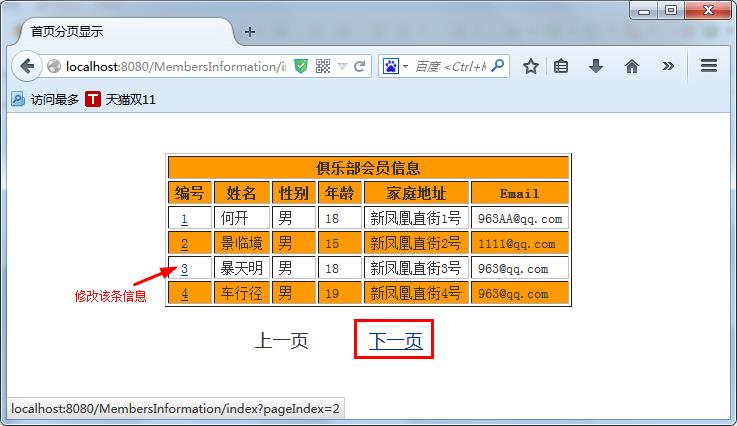 首页分页显示
localhost:8080/MembersInformation/i
百度 <Ctrl+K
访问最多 T 天猫双11
俱乐部会员信息
编号 姓名 性别 年龄 家庭地址 Email
1 何开 男 18 新凤凰直街1号 963AA@qq.com
2 景临境 男 15 新凤凰直街2号 1111@qq.com
3 暴天明 男 18 新凤凰直街3号 963@qq.com
4 车行径 男 19 新凤凰直街4号 963@qq.com
修改该条信息
上一页 下一页
localhost:8080/MembersInformation/index?pageIndex=2